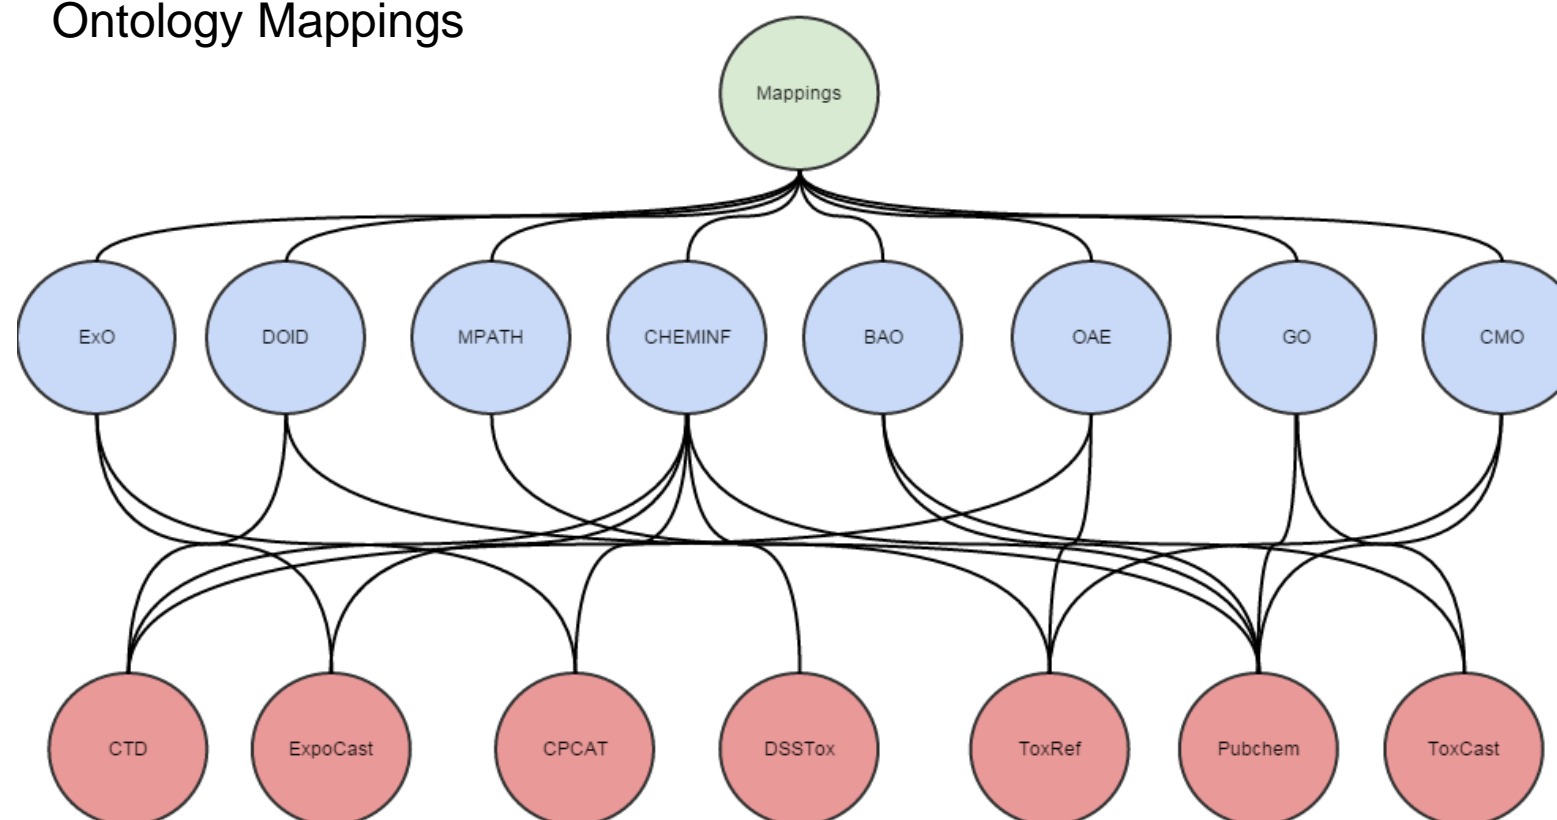 Ontology Mappings
Mappings
ExO
DOID
MPATH
CHEMINF
BAO
OAE
GO
CMO
CTD
ExpoCast
CPCAT
DSSTox
ToxRef
Pubchem
ToxCast